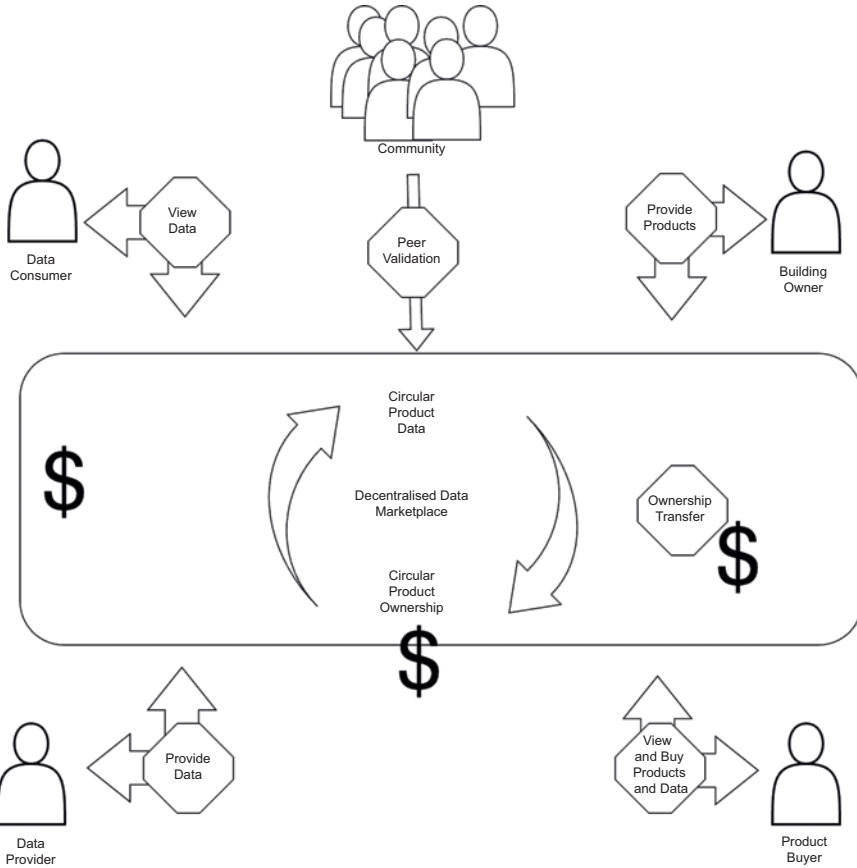 Community
View
Data
Peer
Validation
Provide
Products
Data
Consumer
Building
Owner
Circular
Product
Data
$
Decentralised Data
Marketplace
Ownership
Transfer
$
Circular
Product
Ownership
$
Provide
Data
View
and Buy
Products
and Data
Data
Provider
Product
Buyer